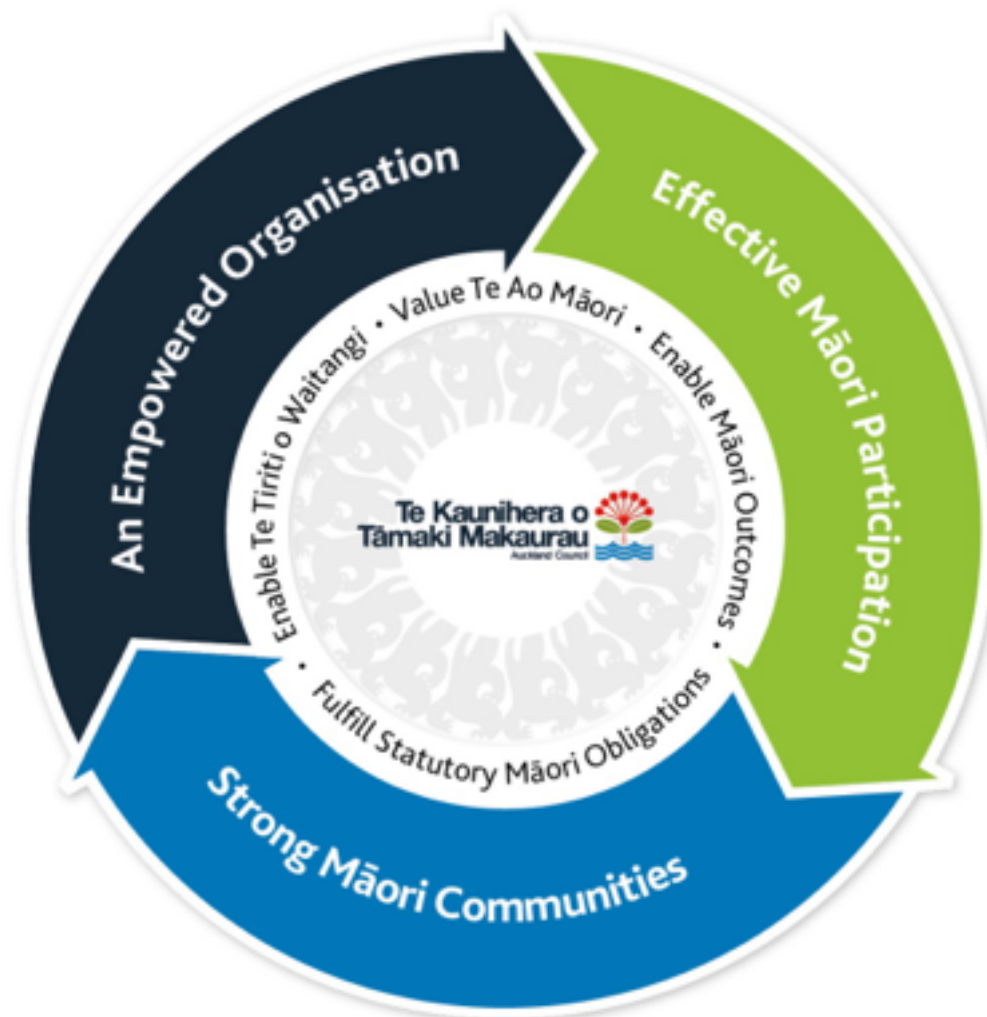 An Empowered Organisation
Effective Māori Participation
Strong Māori Communities
Enable Te Tiriti o Waitangi • Value Te Ao Māori • Enable Māori Outcomes •
Fulfill Statutory Māori Obligations •
Te Kaunihera o
Tāmaki Makaurau
Auckland Council